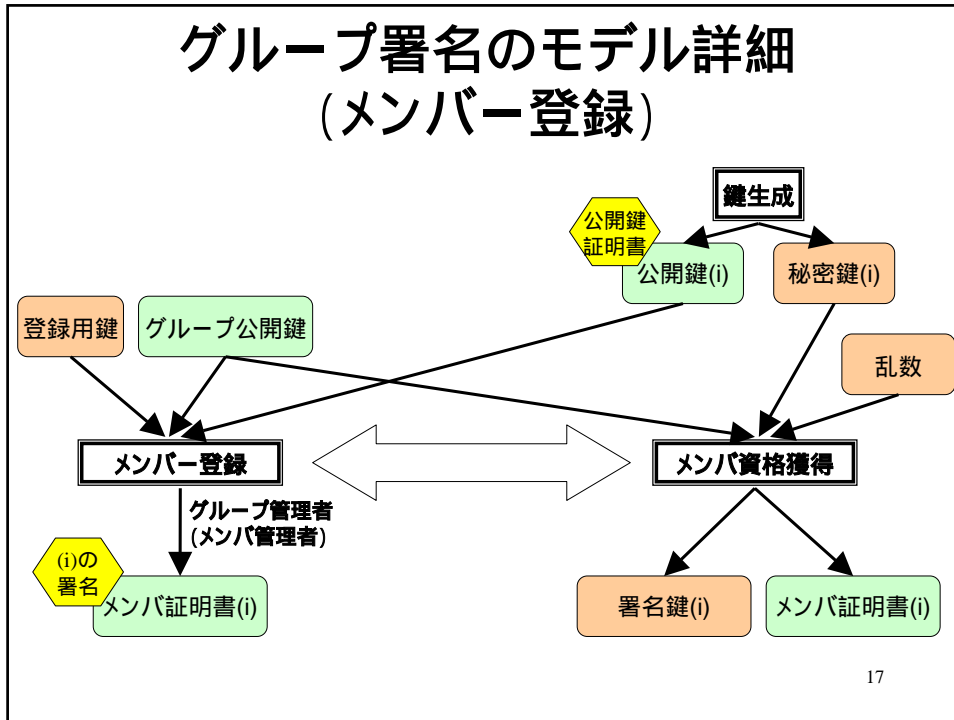 グループ署名のモデル詳細
(メンバー登録)
鍵生成
公開鍵
証明書
公開鍵(i)
秘密鍵(i)
登録用鍵
グループ公開鍵
乱数
メンバー登録
メンバ資格獲得
グループ管理者
(メンバ管理者)
(i)の
署名
メンバ証明書(i)
署名鍵(i)
メンバ証明書(i)
17